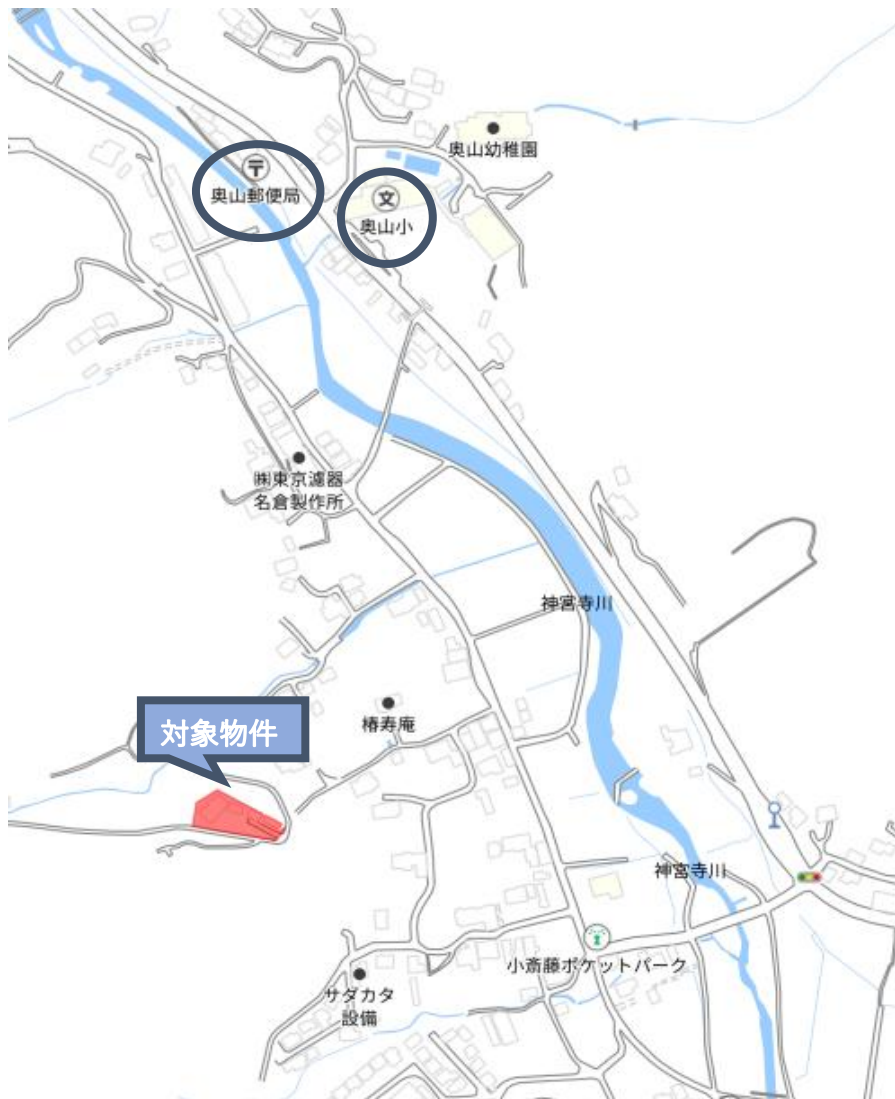 奥山幼稚園
〒
奥山郵便局
文
奥山小
㈱東京濾器
名倉製作所
神宮寺川
椿寿庵
対象物件
神宮寺川
小斎藤ポケットパーク
サダカタ
設備